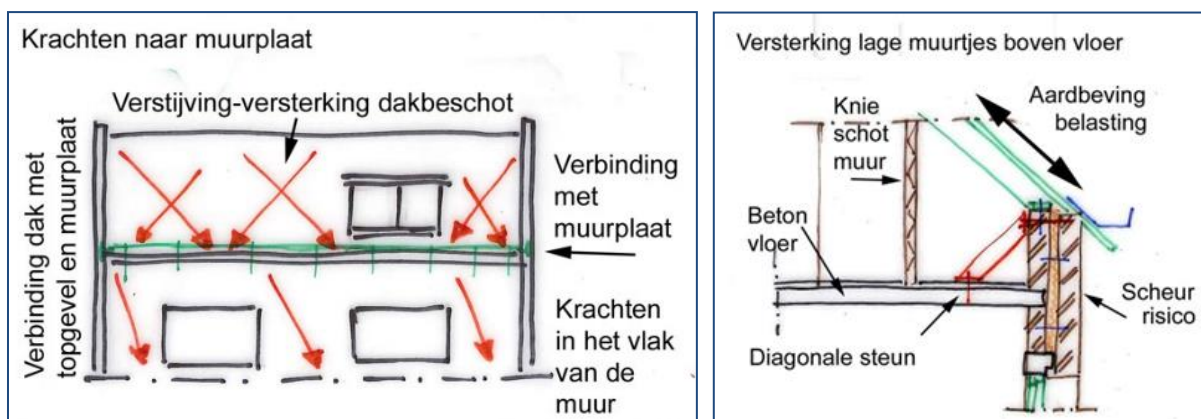 Krachten naar muurplaat
Verstijving-versterking dakbeschot
Verbinding dak met
topgevel en muurplaat
Verbinding
met
muurplaat
Krachten
in het vlak
van de
muur
Versterking lage muurtjes boven vloer
Knie
schot
muur
Aardbeving
belasting
Beton
vloer
Scheur
risico
Diagonale steun